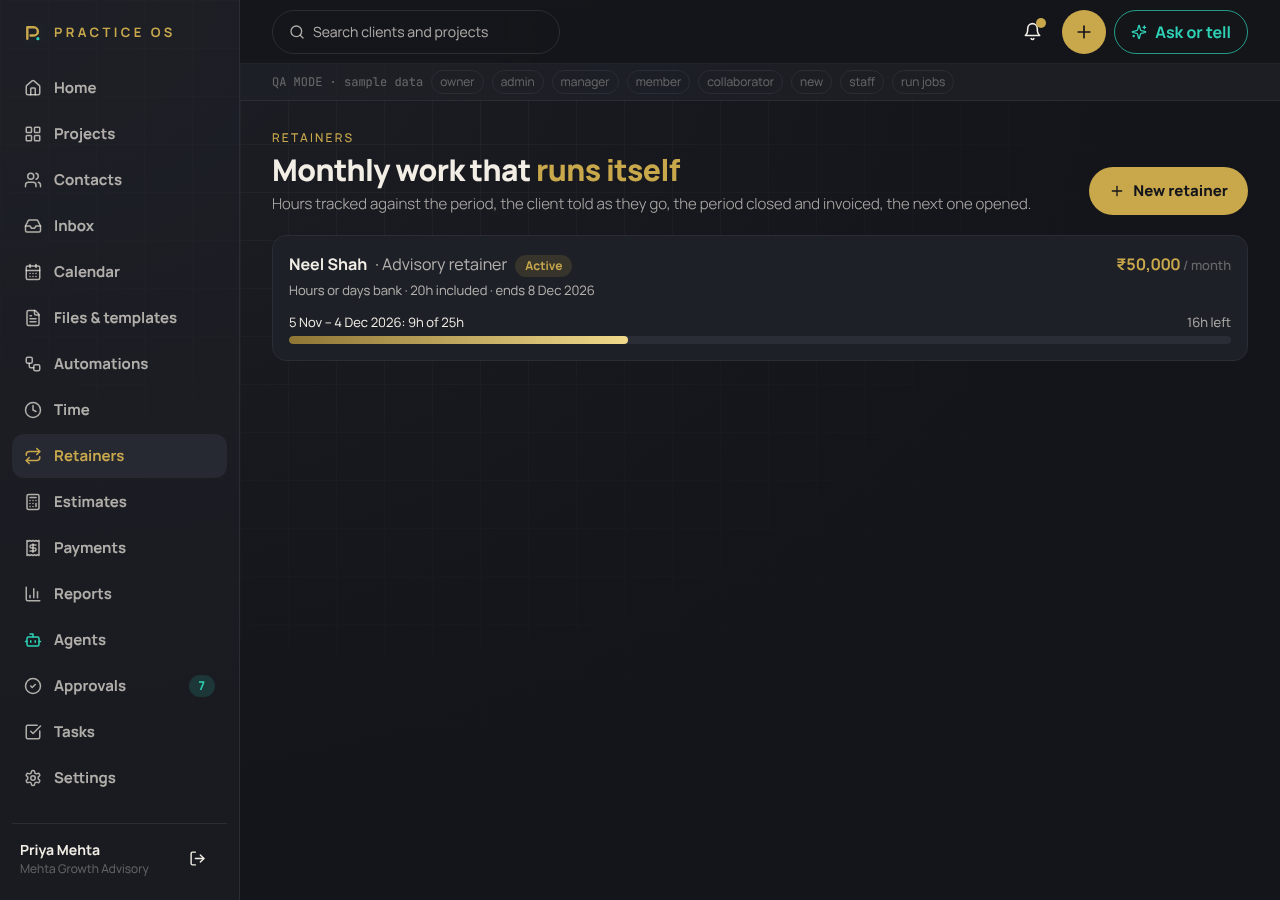 PRACTICE OS
Search clients and projects
Ask or tell
QA MODE · sample data owner admin manager member collaborator new staff run jobs
Home
Projects
Contacts
Inbox
Calendar
Files & templates
Automations
Time
Retainers
Estimates
Payments
Reports
Agents
Approvals 7
Tasks
Settings
Priya Mehta
Mehta Growth Advisory
RETAINERS
Monthly work that runs itself
Hours tracked against the period, the client told as they go, the period closed and invoiced, the next one opened.
New retainer
Neel Shah · Advisory retainer Active
₹50,000 / month
Hours or days bank · 20h included · ends 8 Dec 2026
5 Nov – 4 Dec 2026: 9h of 25h
16h left